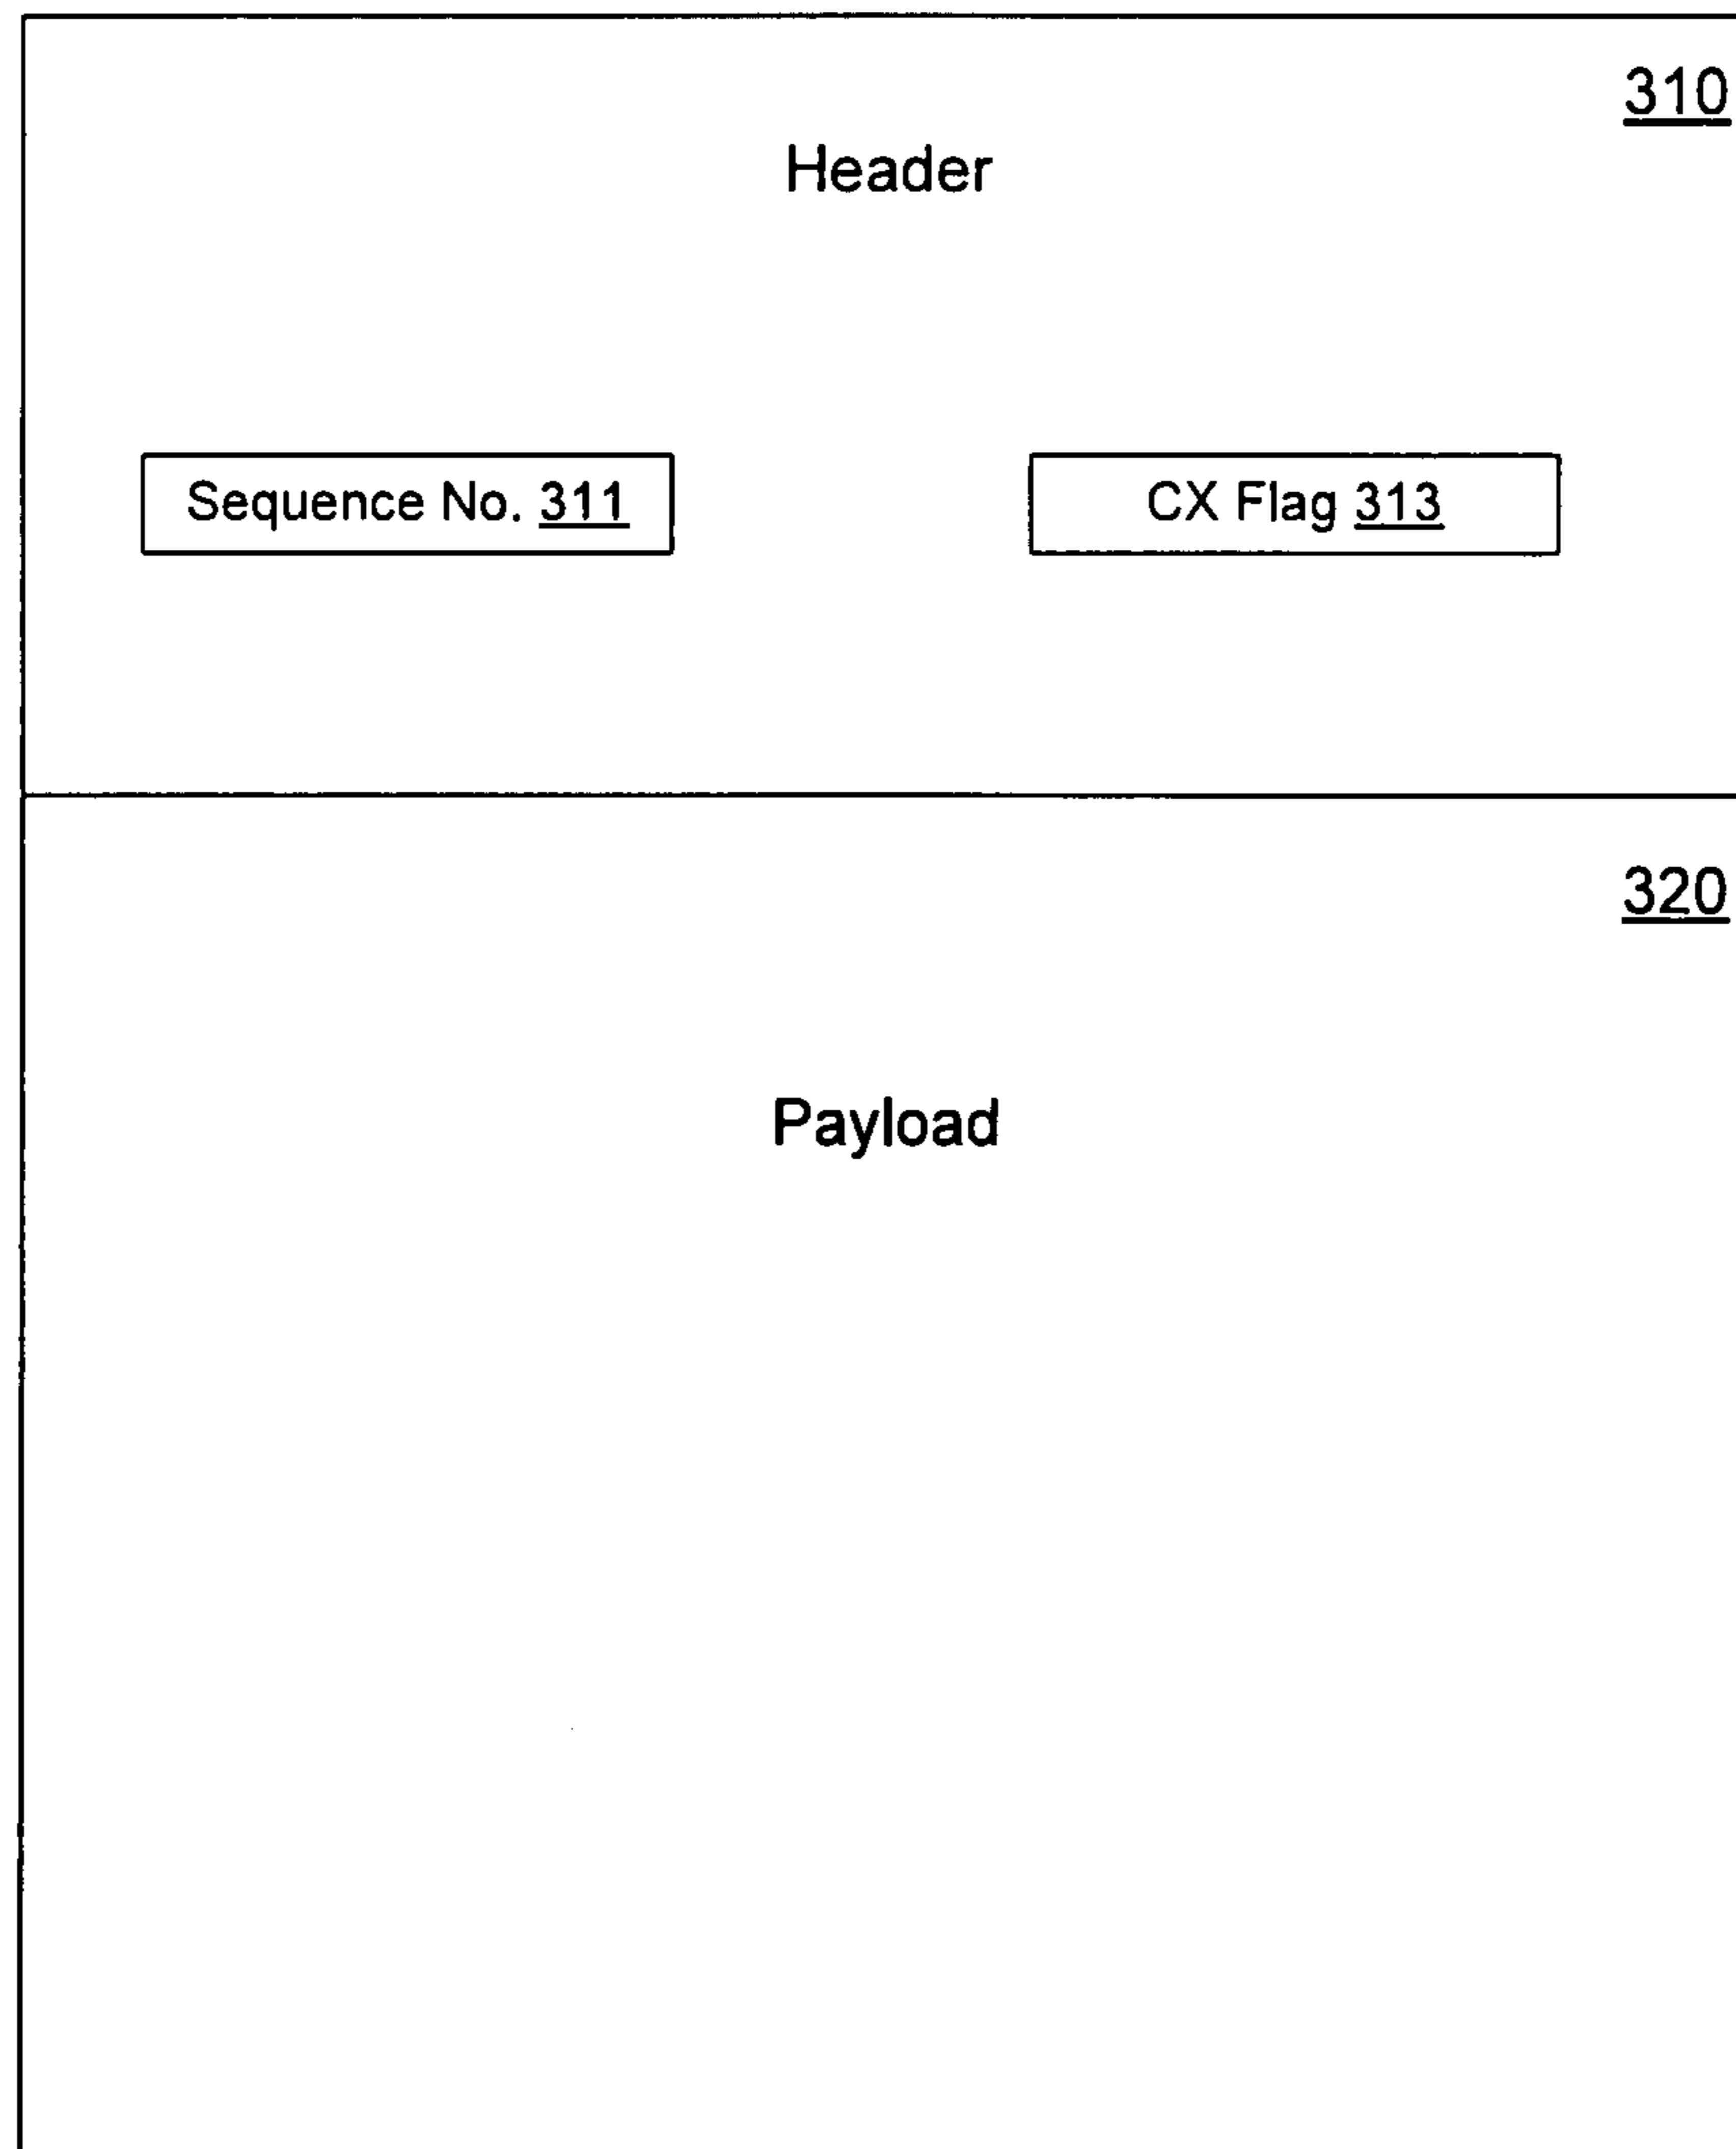 310
Header
Sequence No. 311
CX Flag 313
320
Payload